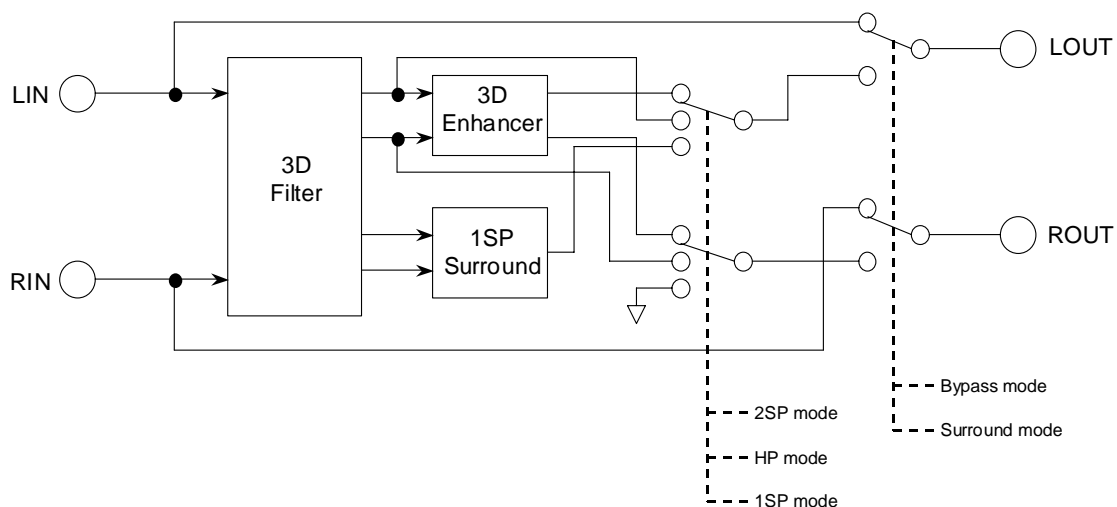 LIN
RIN
3D
Filter
3D
Enhancer
1SP
Surround
LOUT
ROUT
Bypass mode
Surround mode
2SP mode
HP mode
1SP mode